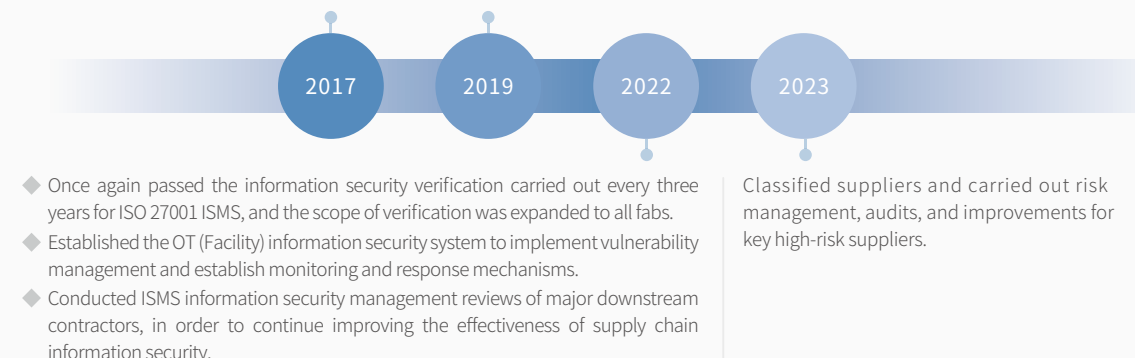 2017
2019
2022
2023
Once again passed the information security verification carried out every three
years for ISO 27001 ISMS, and the scope of verification was expanded to all fabs.
Established the OT (Facility) information security system to implement vulnerability
management and establish monitoring and response mechanisms.
Conducted ISMS information security management reviews of major downstream
contractors, in order to continue improving the effectiveness of supply chain
information security.
Classified suppliers and carried out risk
management, audits, and improvements for
key high-risk suppliers.